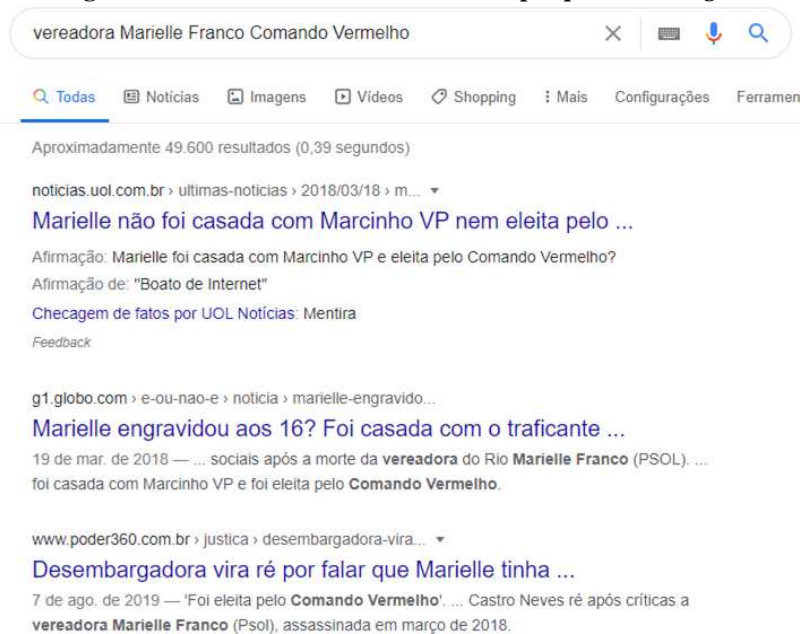 vereadora Marielle Franco Comando Vermelho
Todas Notícias Imagens Vídeos Shopping Mais Configurações Ferramen
Aproximadamente 49.600 resultados (0,39 segundos)
noticias.uol.com.br › ultimas-noticias › 2018/03/18 › m...
Marielle não foi casada com Marcinho VP nem eleita pelo ...
Afirmação: Marielle foi casada com Marcinho VP e eleita pelo Comando Vermelho?
Afirmação de: "Boato de Internet"
Checagem de fatos por UOL Notícias: Mentira
Feedback
g1.globo.com › e-ou-nao-e › noticia › marielle-engravido...
Marielle engravidou aos 16? Foi casada com o traficante ...
19 de mar. de 2018 — ... sociais após a morte da vereadora do Rio Marielle Franco (PSOL). ...
foi casada com Marcinho VP e foi eleita pelo Comando Vermelho.
www.poder360.com.br › justica › desembargadora-vira...
Desembargadora vira ré por falar que Marielle tinha ...
7 de ago. de 2019 — 'Foi eleita pelo Comando Vermelho'. ... Castro Neves ré após críticas a
vereadora Marielle Franco (Psol), assassinada em março de 2018.